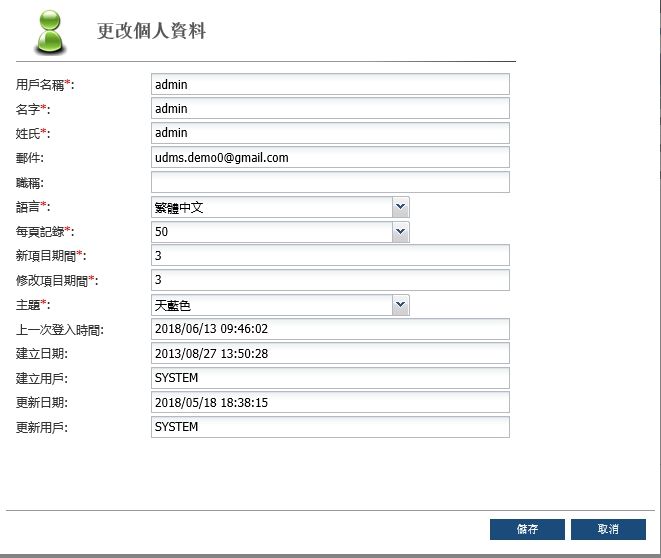 更改個人資料
用戶名稱*: admin
名字*: admin
姓氏*: admin
郵件: udms.demo0@gmail.com
職稱:
語言*: 繁體中文
每頁記錄*: 50
新項目期間*: 3
修改項目期間*: 3
主題*: 天藍色
上一次登入時間: 2018/06/13 09:46:02
建立日期: 2013/08/27 13:50:28
建立用戶: SYSTEM
更新日期: 2018/05/18 18:38:15
更新用戶: SYSTEM
儲存 取消